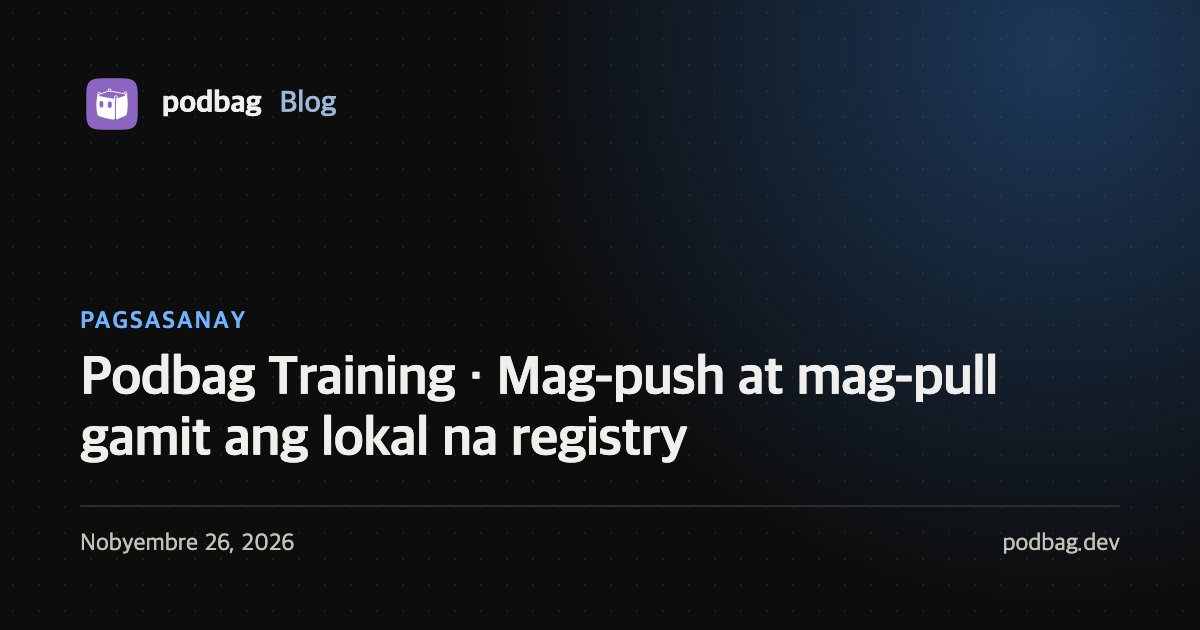 podbag Blog
PAGSASANAY
Podbag Training · Mag-push at mag-pull
gamit ang lokal na registry
Nobyembre 26, 2026
podbag.dev